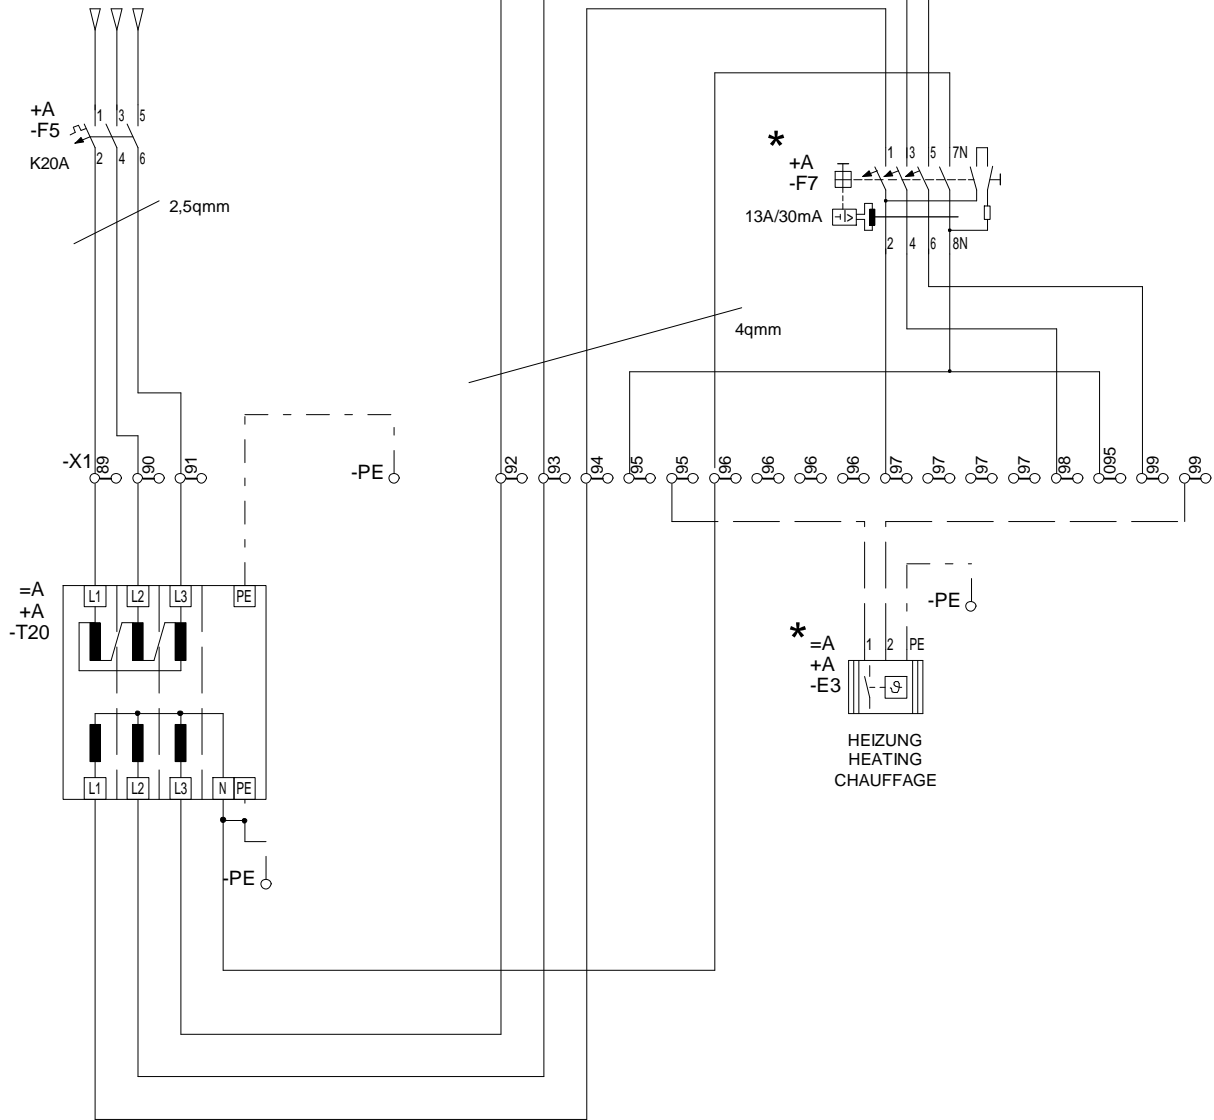 +A
-F5
K20A
1 3 5
2 4 6
2,5qmm
*
+A
-F7
13A/30mA
1 3 5 7N
2 4 6 8N
4qmm
-X1
89 90 91
-PE
92 93 94 95 95 96 96 96 96 97 97 97 97 98 095 99 99
=A
+A
-T20
L1 L2 L3 PE
L1 L2 L3 N PE
-PE
-PE
*
=A
+A
-E3
1 2 PE
ϑ
HEIZUNG
HEATING
CHAUFFAGE